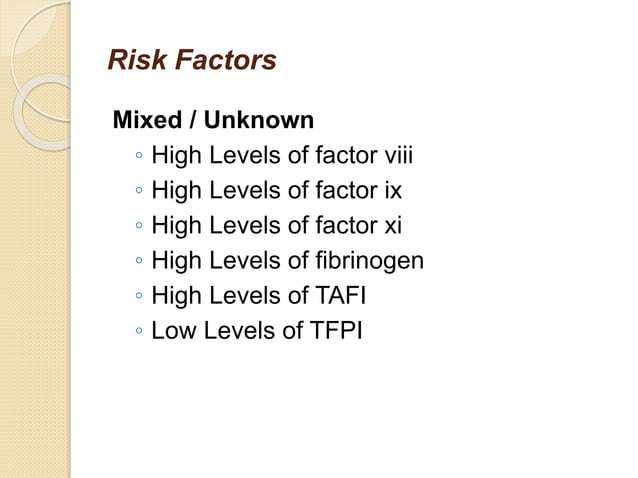 Risk Factors
Mixed / Unknown
◦ High Levels of factor viii
◦ High Levels of factor ix
◦ High Levels of factor xi
◦ High Levels of fibrinogen
◦ High Levels of TAFI
◦ Low Levels of TFPI